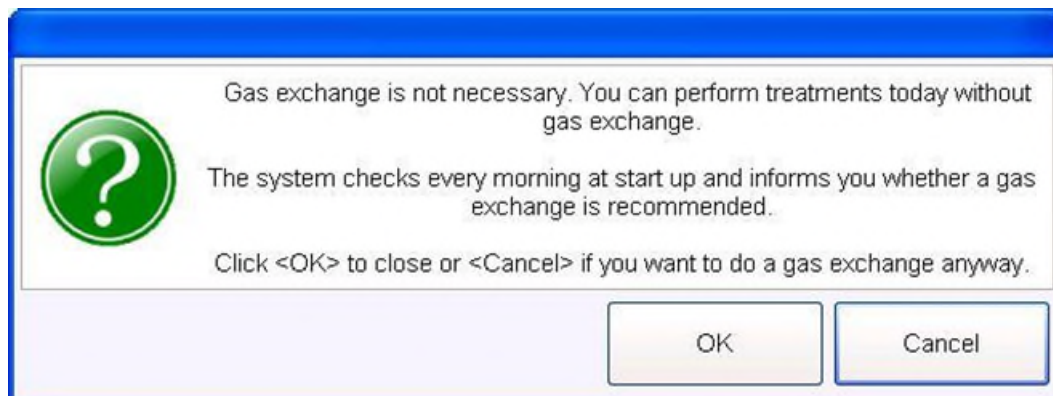 Gas exchange is not necessary. You can perform treatments today without
gas exchange.
The system checks every morning at start up and informs you whether a gas
exchange is recommended.
Click <OK> to close or <Cancel> if you want to do a gas exchange anyway.
OK
Cancel